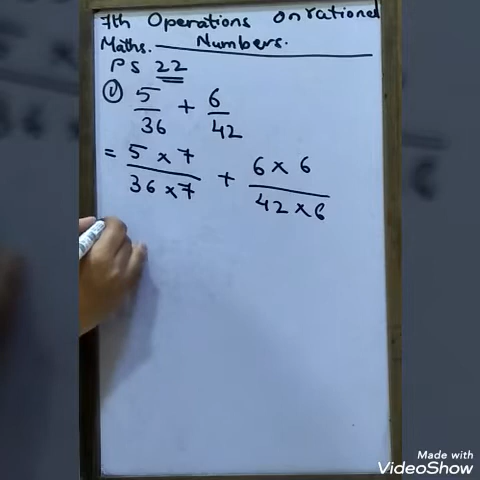 7th Operations on rational
Maths. Numbers.
PS 22
① 5/36 + 6/42
= 5 × 7/36 × 7 + 6 × 6/42 × 6
Made with
VideoShow